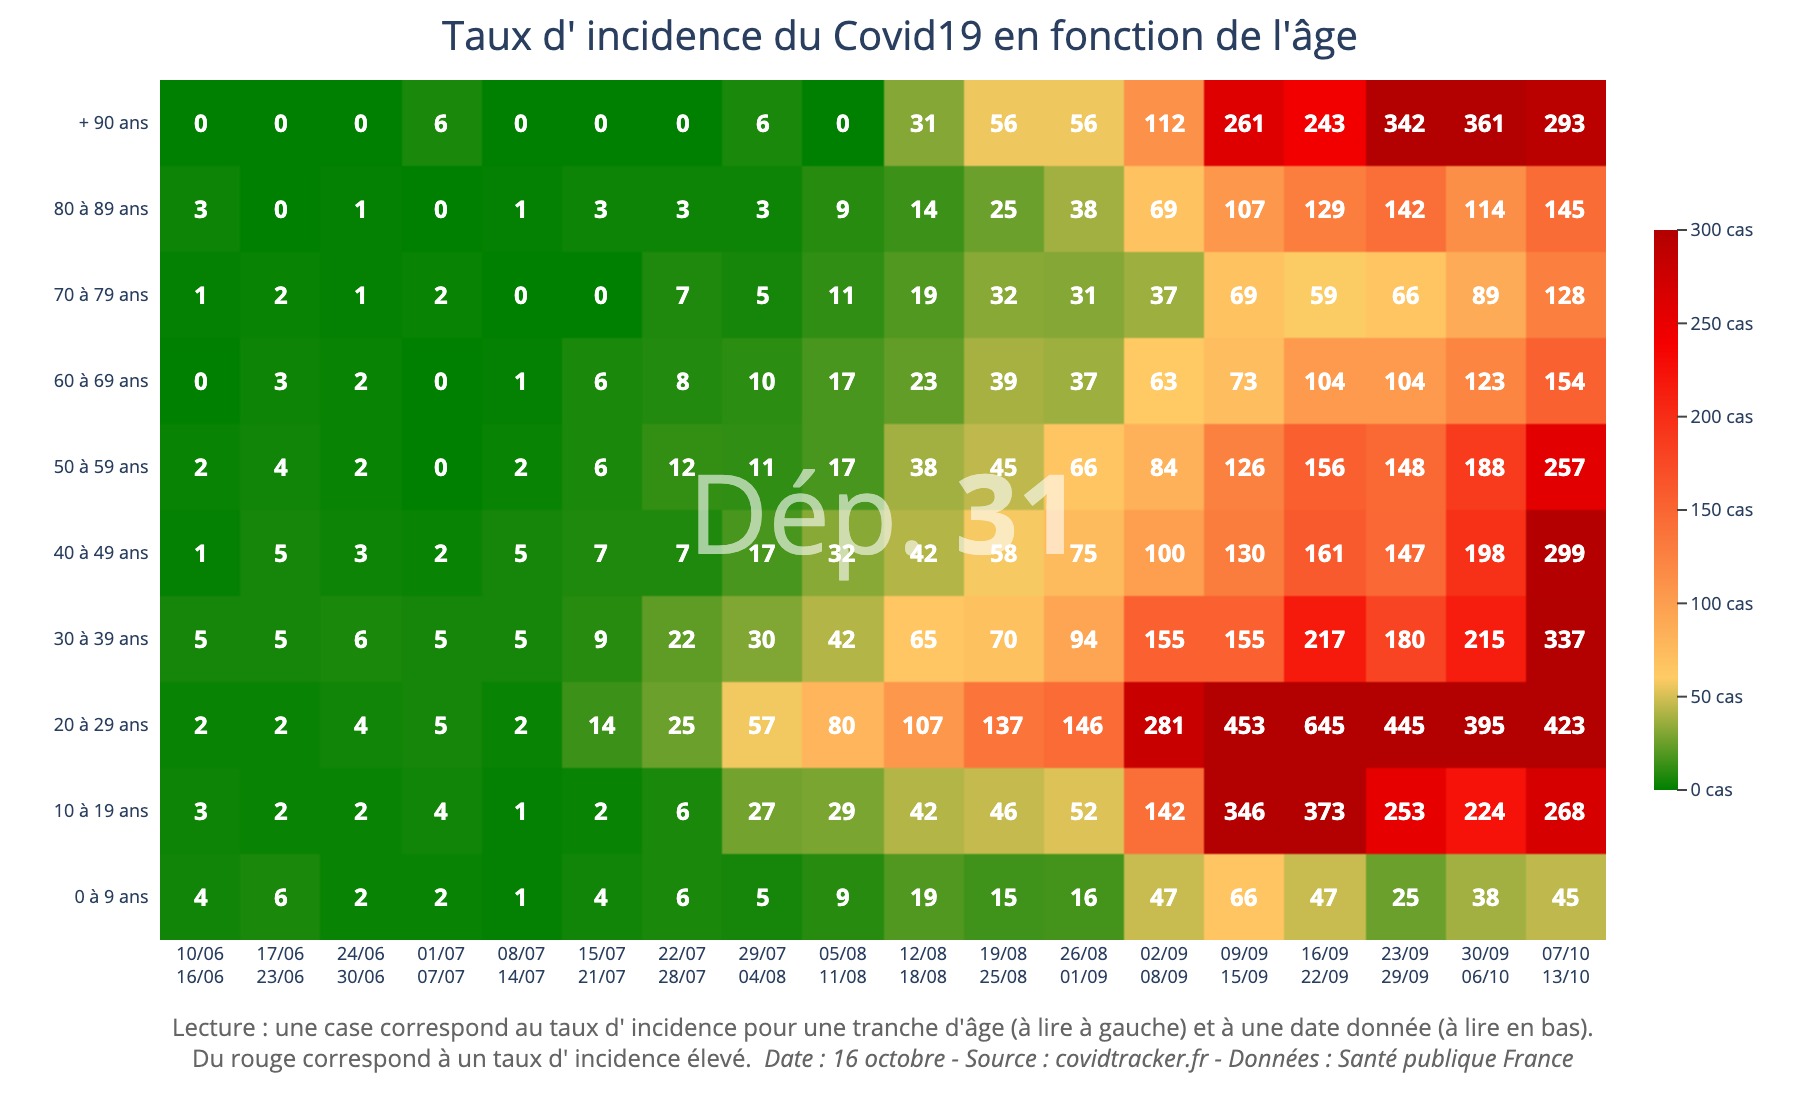 Taux d' incidence du Covid19 en fonction de l'âge
+ 90 ans 0 0 0 6 0 0 0 6 0 31 56 56 112 261 243 342 361 293
80 à 89 ans 3 0 1 0 1 3 3 3 9 14 25 38 69 107 129 142 114 145
70 à 79 ans 1 2 1 2 0 0 7 5 11 19 32 31 37 69 59 66 89 128
60 à 69 ans 0 3 2 0 1 6 8 10 17 23 39 37 63 73 104 104 123 154
50 à 59 ans 2 4 2 0 2 6 12 11 17 38 45 66 84 126 156 148 188 257
Dép. 31
40 à 49 ans 1 5 3 2 5 7 7 17 32 42 58 75 100 130 161 147 198 299
30 à 39 ans 5 5 6 5 5 9 22 30 42 65 70 94 155 155 217 180 215 337
20 à 29 ans 2 2 4 5 2 14 25 57 80 107 137 146 281 453 645 445 395 423
10 à 19 ans 3 2 2 4 1 2 6 27 29 42 46 52 142 346 373 253 224 268
0 à 9 ans 4 6 2 2 1 4 6 5 9 19 15 16 47 66 47 25 38 45
10/06 17/06 24/06 01/07 08/07 15/07 22/07 29/07 05/08 12/08 19/08 26/08 02/09 09/09 16/09 23/09 30/09 07/10
16/06 23/06 30/06 07/07 14/07 21/07 28/07 04/08 11/08 18/08 25/08 01/09 08/09 15/09 22/09 29/09 06/10 13/10
300 cas
250 cas
200 cas
150 cas
100 cas
50 cas
0 cas
Lecture : une case correspond au taux d' incidence pour une tranche d'âge (à lire à gauche) et à une date donnée (à lire en bas).
Du rouge correspond à un taux d' incidence élevé. Date : 16 octobre - Source : covidtracker.fr - Données : Santé publique France